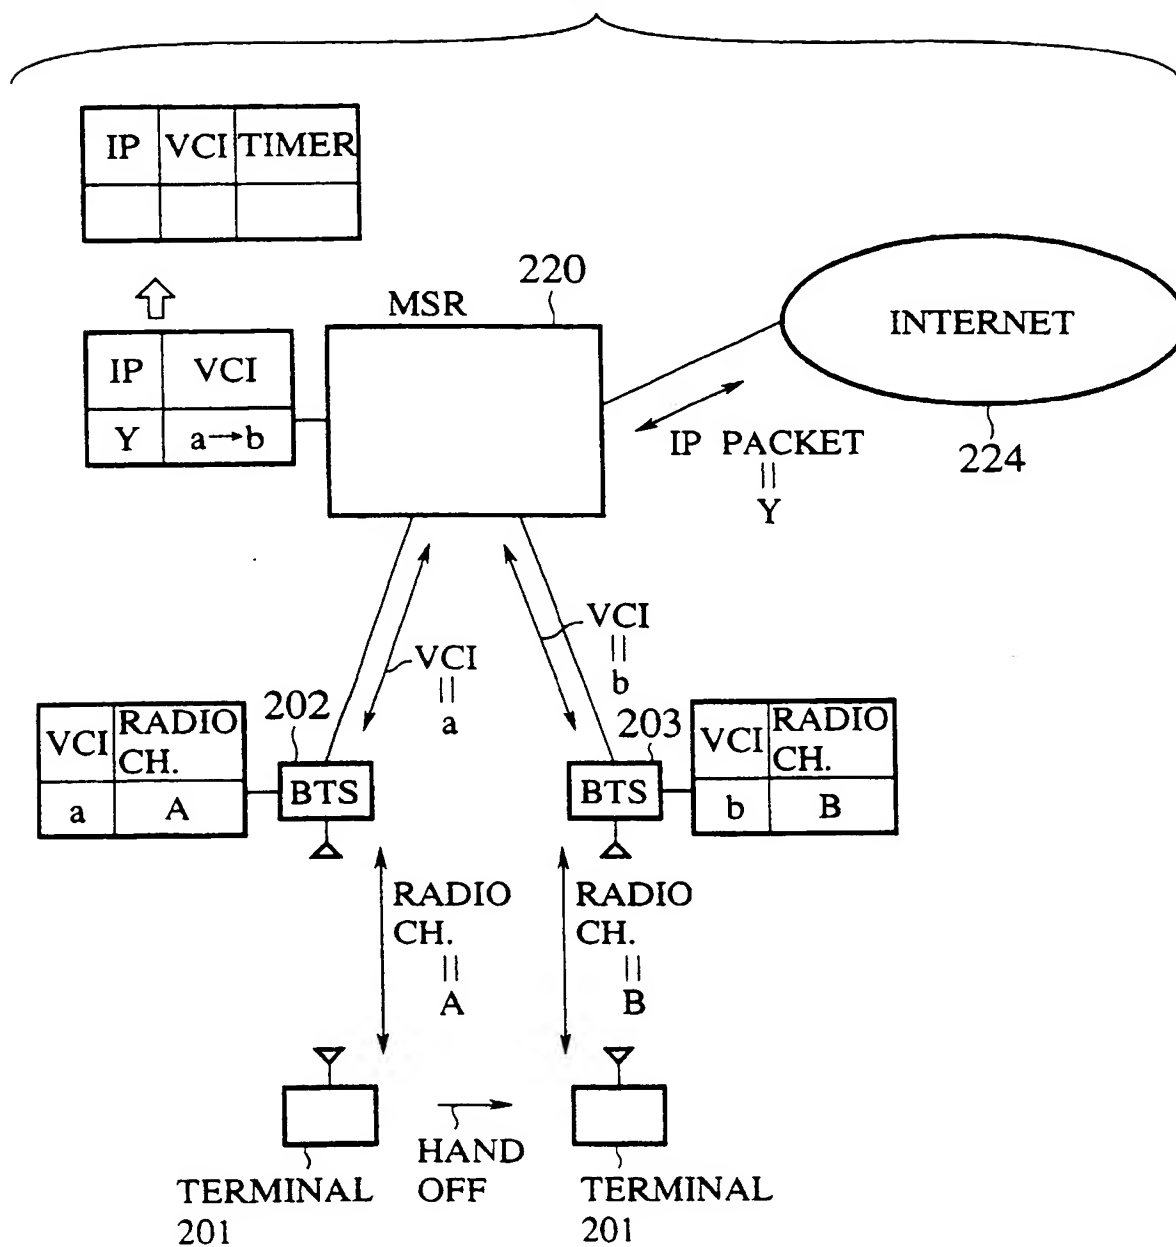 IP VCI TIMER
220
MSR
INTERNET
IP VCI
Y a→b
IP PACKET
||
Y
224
VCI
||
b
VCI
||
a
202
203
VCI RADIO CH.
a A
BTS
BTS
VCI RADIO CH.
b B
RADIO
CH.
||
A
RADIO
CH.
||
B
HAND
OFF
TERMINAL
201
TERMINAL
201